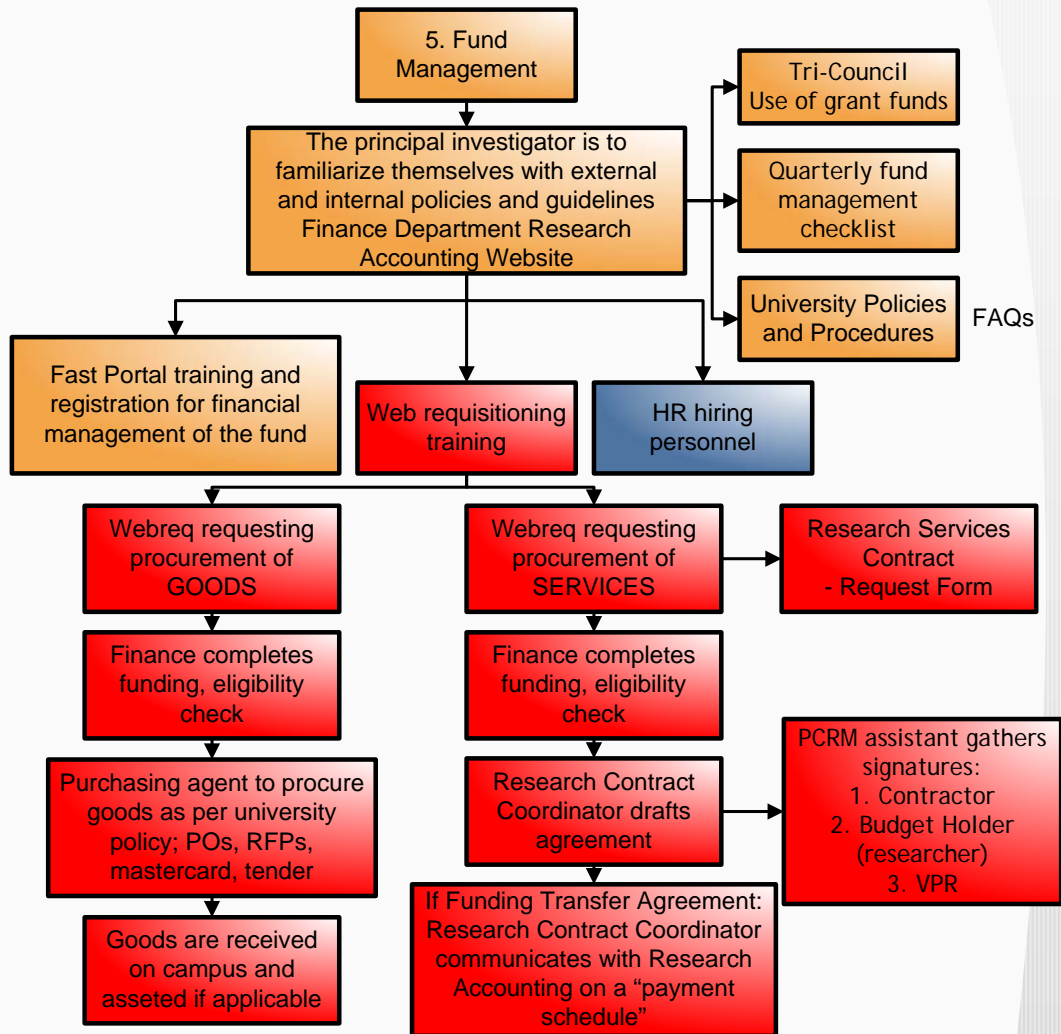 5. Fund
Management
Tri-Council
Use of grant funds
The principal investigator is to
familiarize themselves with external
and internal policies and guidelines
Finance Department Research
Accounting Website
Quarterly fund
management
checklist
University Policies
and Procedures
FAQs
Fast Portal training and
registration for financial
management of the fund
Web requisitioning
training
HR hiring
personnel
Webreq requesting
procurement of
GOODS
Webreq requesting
procurement of
SERVICES
Research Services
Contract
- Request Form
Finance completes
funding, eligibility
check
Finance completes
funding, eligibility
check
Purchasing agent to procure
goods as per university
policy; POs, RFPs,
mastercard, tender
Research Contract
Coordinator drafts
agreement
PCRM assistant gathers
signatures:
1. Contractor
2. Budget Holder
(researcher)
3. VPR
Goods are received
on campus and
asseted if applicable
If Funding Transfer Agreement:
Research Contract Coordinator
communicates with Research
Accounting on a “payment
schedule”